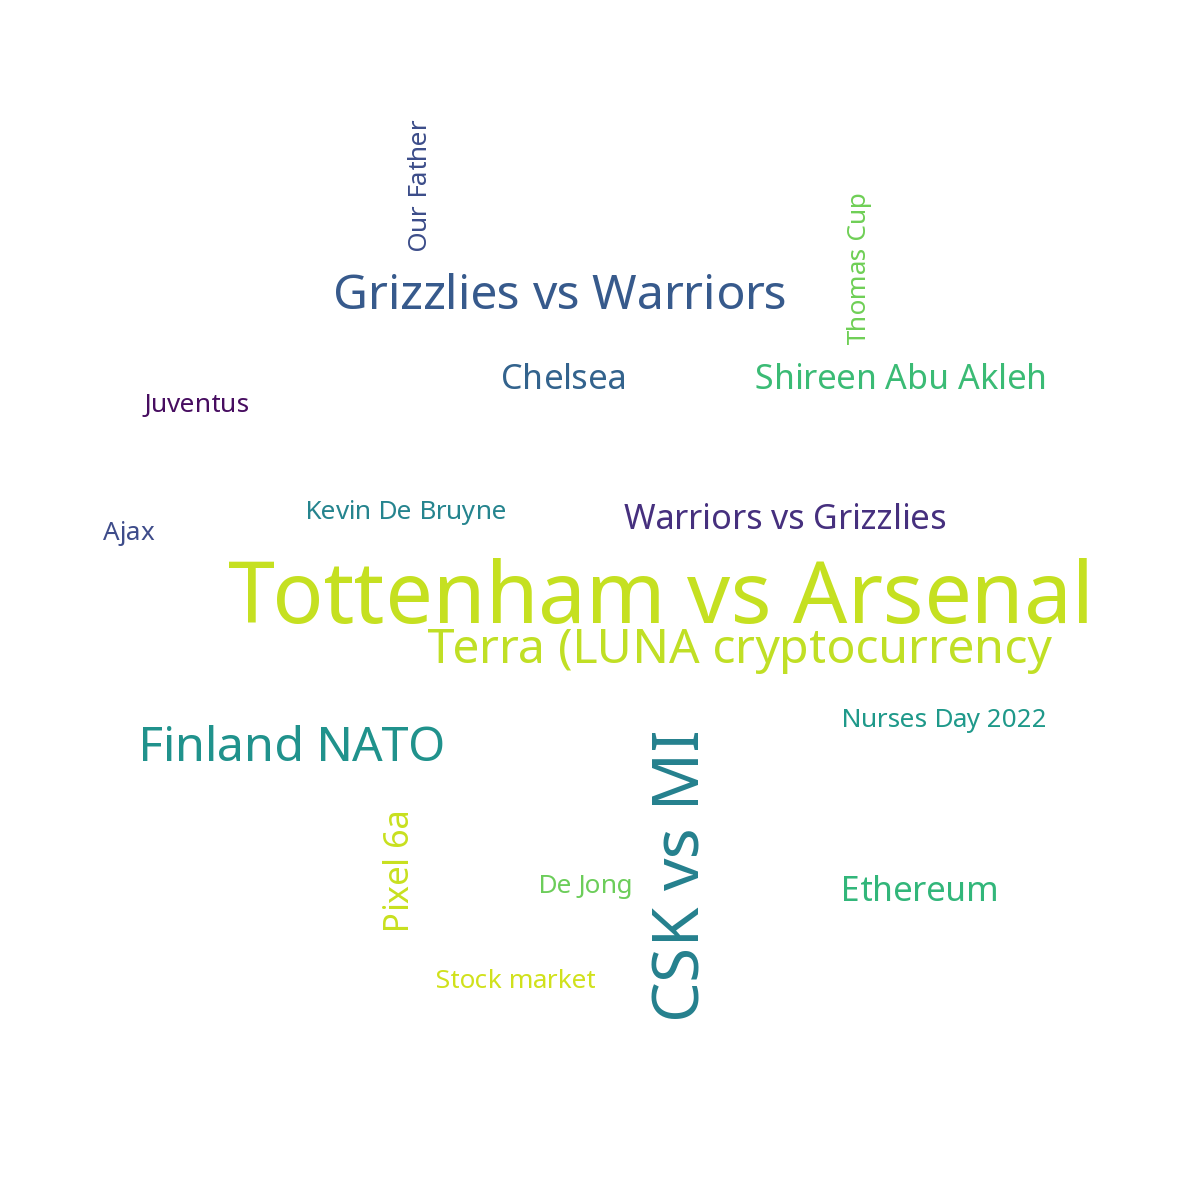 Our Father
Thomas Cup
Grizzlies vs Warriors
Chelsea
Shireen Abu Akleh
Juventus
Kevin De Bruyne
Warriors vs Grizzlies
Ajax
Tottenham vs Arsenal
Terra (LUNA cryptocurrency
Nurses Day 2022
Finland NATO
CSK vs MI
Pixel 6a
De Jong
Ethereum
Stock market